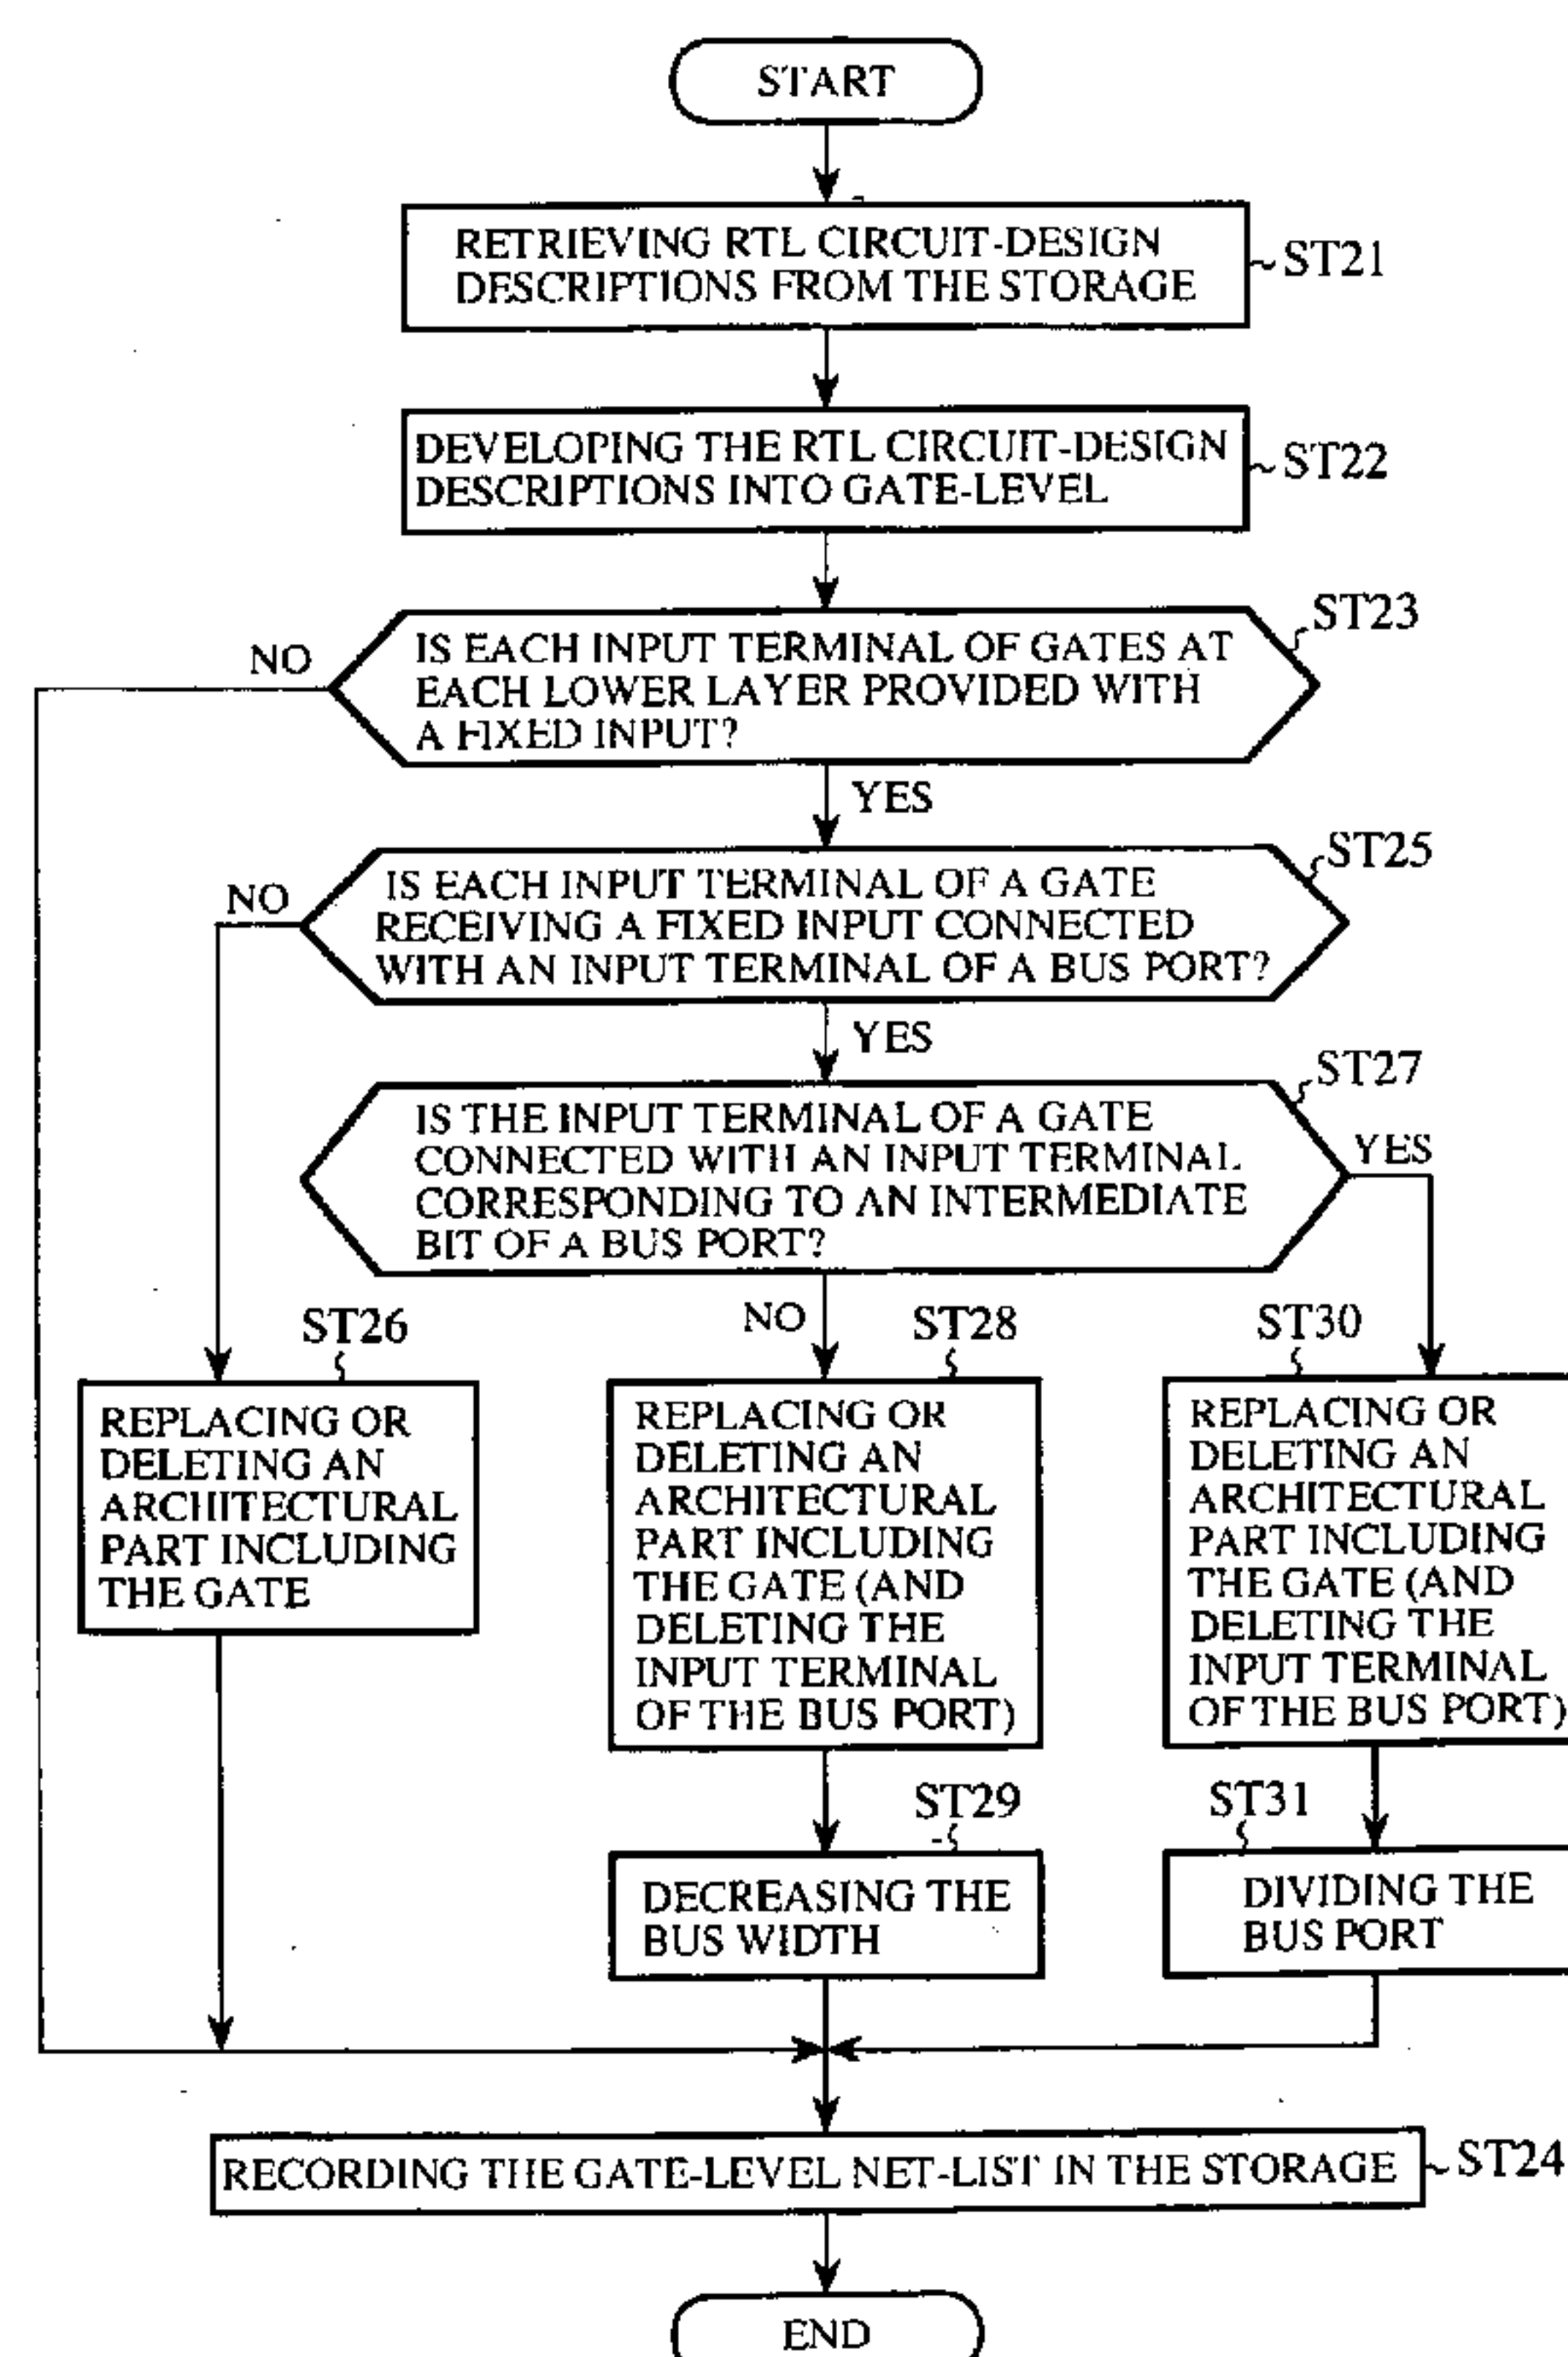 START
RETRIEVING RTL CIRCUIT-DESIGN
DESCRIPTIONS FROM THE STORAGE
ST21
DEVELOPING THE RTL CIRCUIT-DESIGN
DESCRIPTIONS INTO GATE-LEVEL
ST22
ST23
NO
IS EACH INPUT TERMINAL OF GATES AT
EACH LOWER LAYER PROVIDED WITH
A FIXED INPUT?
YES
ST25
NO
IS EACH INPUT TERMINAL OF A GATE
RECEIVING A FIXED INPUT CONNECTED
WITH AN INPUT TERMINAL OF A BUS PORT?
YES
ST27
IS THE INPUT TERMINAL OF A GATE
CONNECTED WITH AN INPUT TERMINAL
CORRESPONDING TO AN INTERMEDIATE
BIT OF A BUS PORT?
YES
NO
ST26
REPLACING OR
DELETING AN
ARCHITECTURAL
PART INCLUDING
THE GATE
ST28
REPLACING OR
DELETING AN
ARCHITECTURAL
PART INCLUDING
THE GATE (AND
DELETING THE
INPUT TERMINAL
OF THE BUS PORT)
ST30
REPLACING OR
DELETING AN
ARCHITECTURAL
PART INCLUDING
THE GATE (AND
DELETING THE
INPUT TERMINAL
OF THE BUS PORT)
ST29
DECREASING THE
BUS WIDTH
ST31
DIVIDING THE
BUS PORT
RECORDING THE GATE-LEVEL NET-LIST IN THE STORAGE
ST24
END